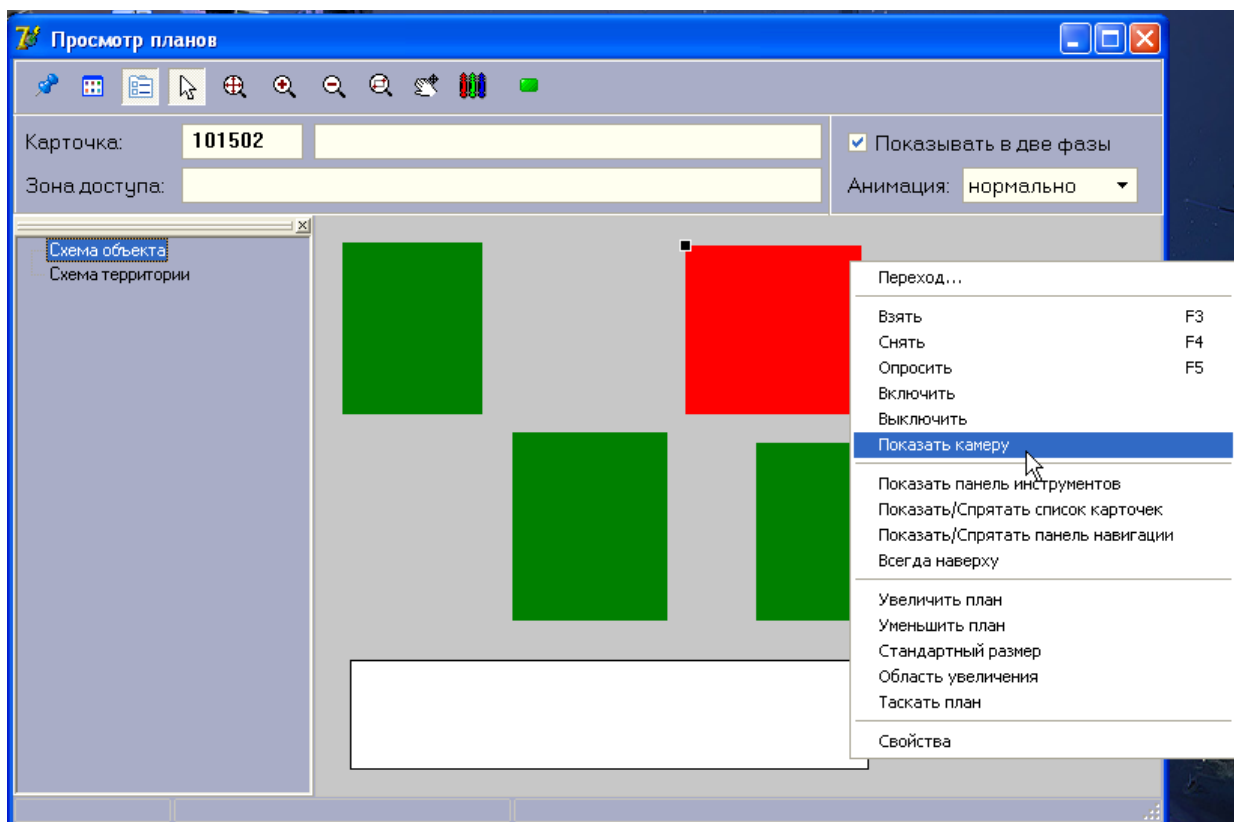 Просмотр планов
Карточка: 101502
Показывать в две фазы
Зона доступа:
Анимация: нормально
Схема объекта
Схема территории
Переход...
Взять F3
Снять F4
Опросить F5
Включить
Выключить
Показать камеру
Показать панель инструментов
Показать/Спрятать список карточек
Показать/Спрятать панель навигации
Всегда наверху
Увеличить план
Уменьшить план
Стандартный размер
Область увеличения
Таскать план
Свойства